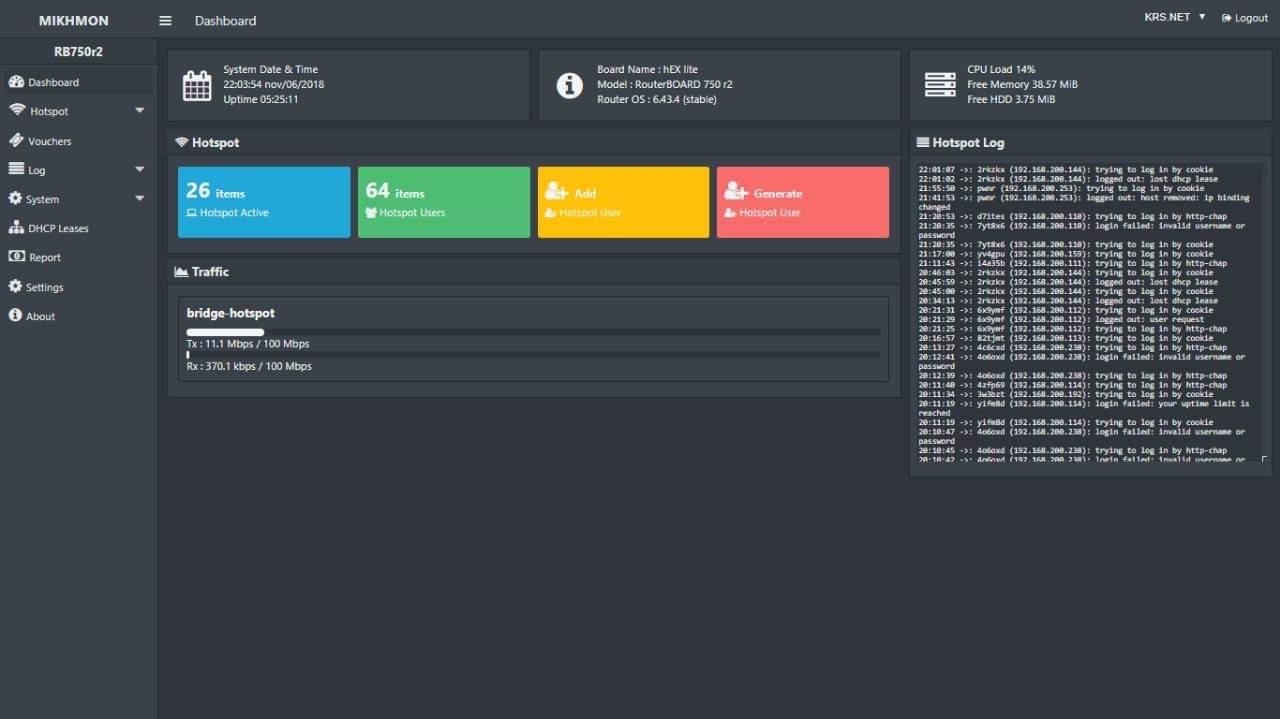 MIKHMON
Dashboard
KRS.NET
Logout
RB750r2
Dashboard
Hotspot
Vouchers
Log
System
DHCP Leases
Report
Settings
About
System Date & Time
22:03:54 nov/06/2018
Uptime 05:25:11
Board Name : hEX lite
Model : RouterBOARD 750 r2
Router OS : 6.43.4 (stable)
CPU Load 14%
Free Memory 38.57 MiB
Free HDD 3.75 MiB
Hotspot
26 items
Hotspot Active
64 items
Hotspot Users
Add
Hotspot User
Generate
Hotspot User
Traffic
bridge-hotspot
Tx : 11.1 Mbps / 100 Mbps
Rx : 370.1 kbps / 100 Mbps
Hotspot Log
22:01:07 ->: 2rkzkx (192.168.200.144): trying to log in by cookie
22:01:02 ->: 2rkzkx (192.168.200.144): logged out: lost dhcp lease
21:55:50 ->: pwnr (192.168.200.253): trying to log in by cookie
21:41:53 ->: pwnr (192.168.200.253): logged out: host removed: ip binding
changed
21:20:53 ->: d7ites (192.168.200.110): trying to log in by http-chap
21:20:35 ->: 7yt8x6 (192.168.200.110): login failed: invalid username or
password
21:20:35 ->: 7yt8x6 (192.168.200.110): trying to log in by cookie
21:17:00 ->: yv4gpu (192.168.200.159): trying to log in by cookie
21:11:43 ->: i4a35b (192.168.200.111): trying to log in by http-chap
20:46:03 ->: 2rkzkx (192.168.200.144): trying to log in by cookie
20:45:59 ->: 2rkzkx (192.168.200.144): logged out: lost dhcp lease
20:45:00 ->: 2rkzkx (192.168.200.144): trying to log in by cookie
20:34:13 ->: 2rkzkx (192.168.200.144): logged out: lost dhcp lease
20:21:31 ->: 6x9ymf (192.168.200.112): trying to log in by cookie
20:21:29 ->: 6x9ymf (192.168.200.112): logged out: user request
20:21:25 ->: 6x9ymf (192.168.200.112): trying to log in by http-chap
20:16:57 ->: 82tjmt (192.168.200.113): trying to log in by cookie
20:13:27 ->: 4c6cxd (192.168.200.238): trying to log in by http-chap
20:12:41 ->: 4o6oxd (192.168.200.238): login failed: invalid username or
password
20:12:39 ->: 4o6oxd (192.168.200.238): trying to log in by http-chap
20:11:40 ->: 4zfp69 (192.168.200.114): trying to log in by http-chap
20:11:34 ->: 3w3bzt (192.168.200.192): trying to log in by cookie
20:11:19 ->: yifm8d (192.168.200.114): login failed: your uptime limit is
reached
20:11:19 ->: yifm8d (192.168.200.114): trying to log in by cookie
20:10:47 ->: 4o6oxd (192.168.200.238): login failed: invalid username or
password
20:10:45 ->: 4o6oxd (192.168.200.238): trying to log in by http-chap
20:10:42 ->: 4o6oxd (192.168.200.238): login failed: invalid username or